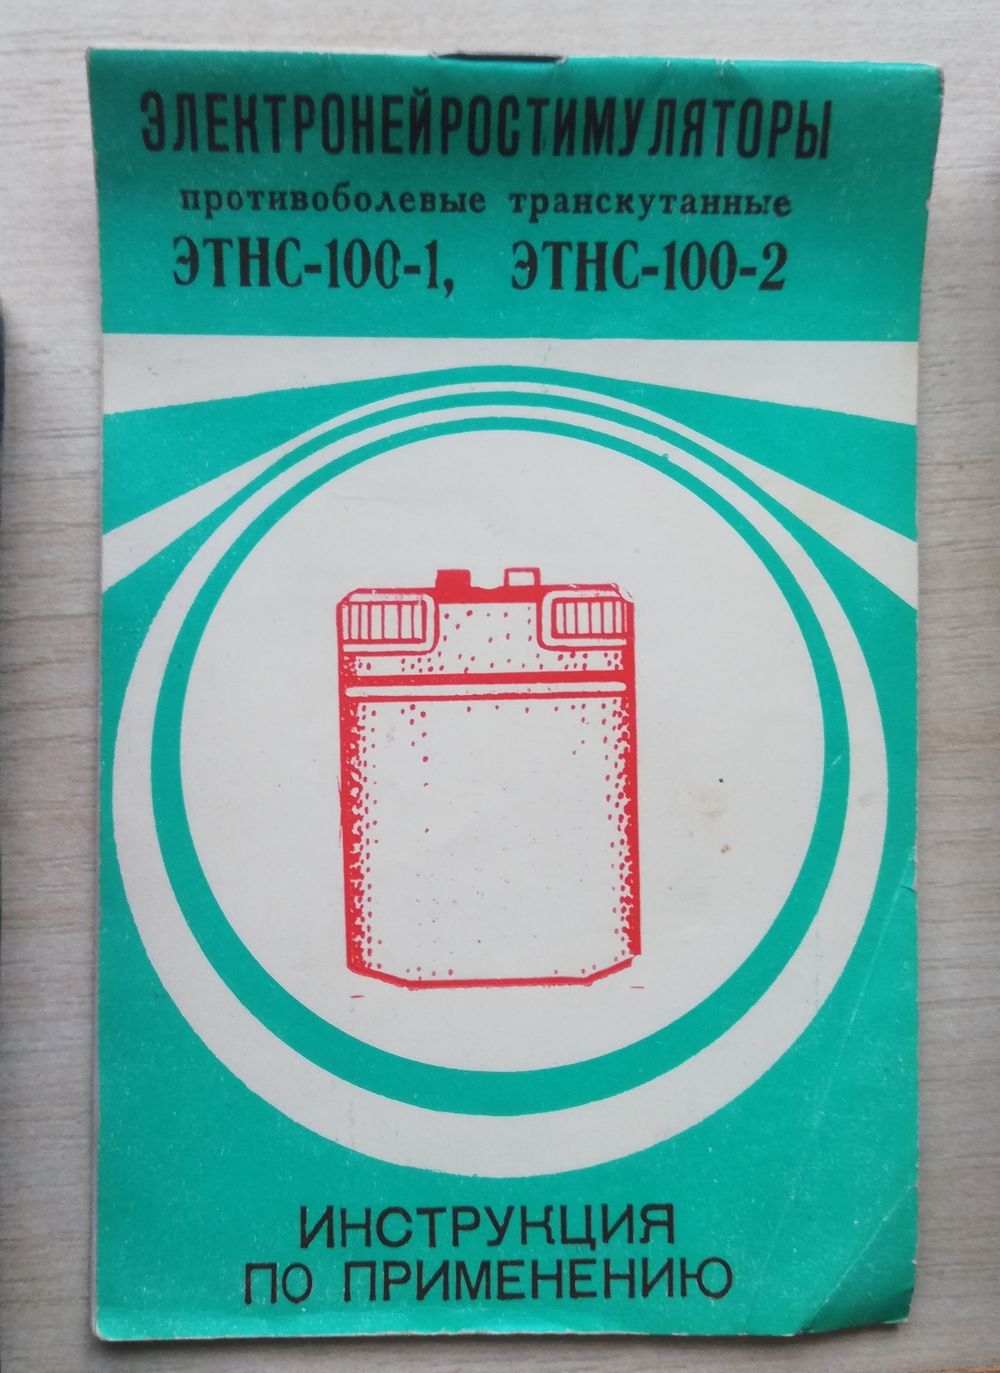 ЭЛЕКТРОНЕЙРОСТИМУЛЯТОРЫ
противоболевые транскутанные
ЭТНС-100-1, ЭТНС-100-2
ИНСТРУКЦИЯ
ПО ПРИМЕНЕНИЮ